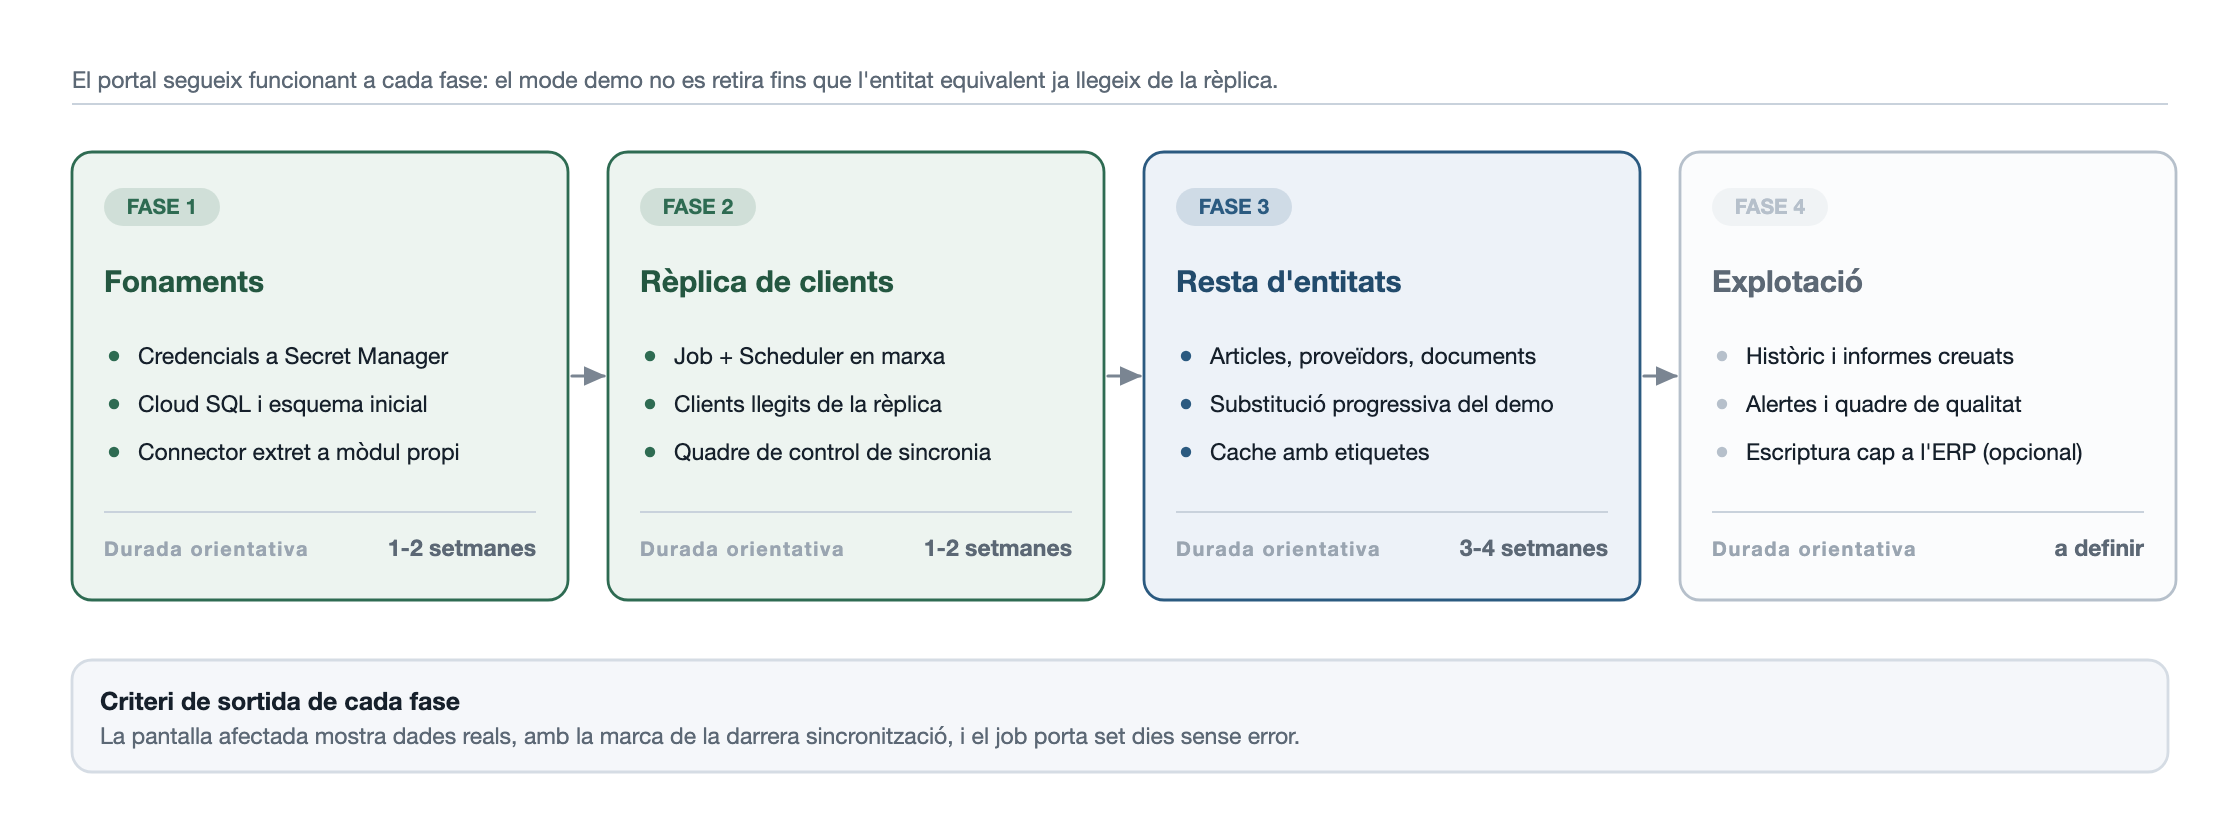 El portal segueix funcionant a cada fase: el mode demo no es retira fins que l'entitat equivalent ja llegeix de la rèplica.
FASE 1
Fonaments
Credencials a Secret Manager
Cloud SQL i esquema inicial
Connector extret a mòdul propi
Durada orientativa 1-2 setmanes
FASE 2
Rèplica de clients
Job + Scheduler en marxa
Clients llegits de la rèplica
Quadre de control de sincronia
Durada orientativa 1-2 setmanes
FASE 3
Resta d'entitats
Articles, proveïdors, documents
Substitució progressiva del demo
Cache amb etiquetes
Durada orientativa 3-4 setmanes
FASE 4
Explotació
Històric i informes creuats
Alertes i quadre de qualitat
Escriptura cap a l'ERP (opcional)
Durada orientativa a definir
Criteri de sortida de cada fase
La pantalla afectada mostra dades reals, amb la marca de la darrera sincronització, i el job porta set dies sense error.